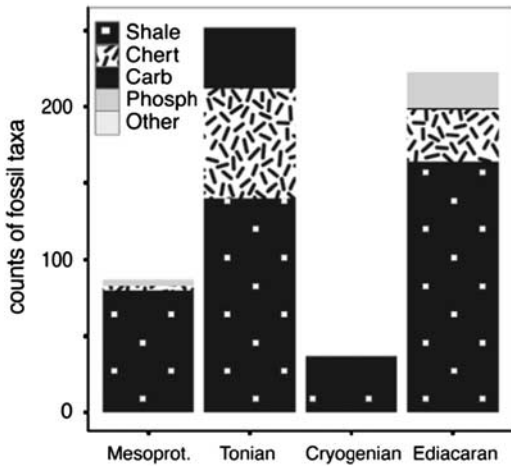 Shale
Chert
Carb
Phosph
Other
counts of fossil taxa
200
100
0
Mesoprot. Tonian Cryogenian Ediacaran